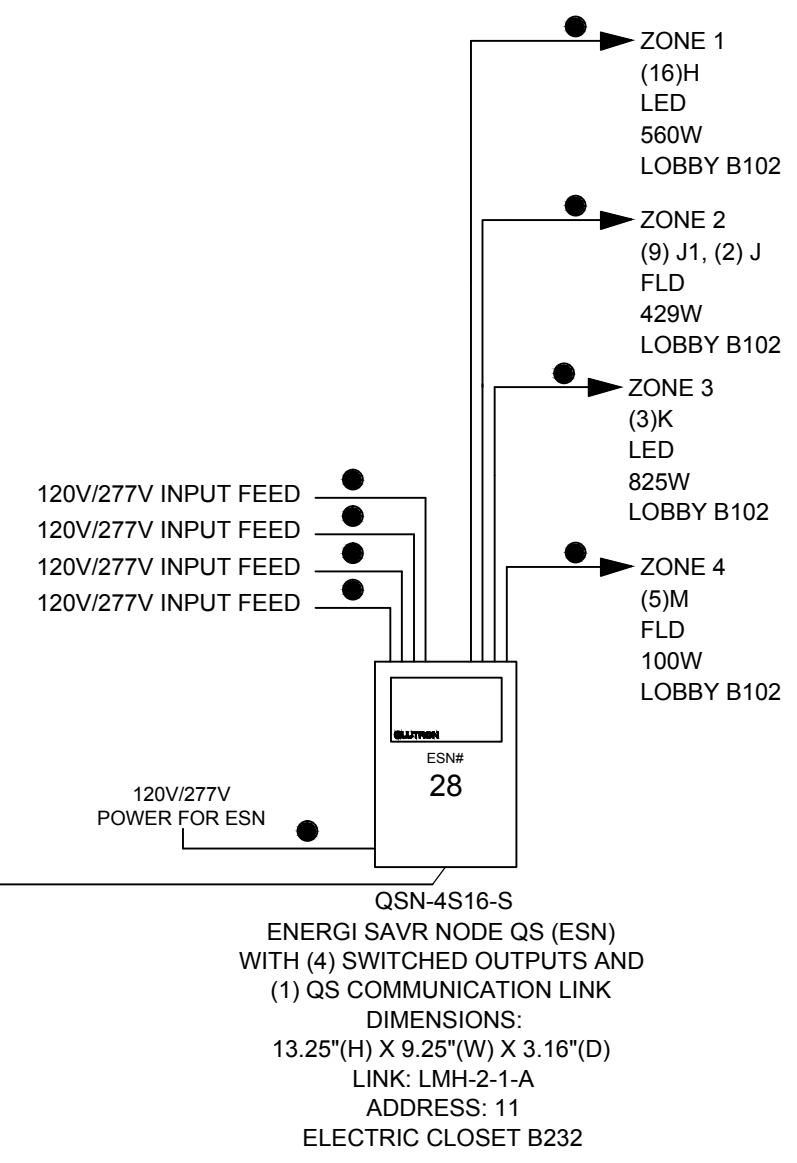 ZONE 1
(16)H
LED
560W
LOBBY B102
ZONE 2
(9) J1, (2) J
FLD
429W
LOBBY B102
ZONE 3
(3)K
LED
825W
LOBBY B102
ZONE 4
(5)M
FLD
100W
LOBBY B102
120V/277V INPUT FEED
120V/277V INPUT FEED
120V/277V INPUT FEED
120V/277V INPUT FEED
LUTRON
ESN#
28
120V/277V
POWER FOR ESN
QSN-4S16-S
ENERGI SAVR NODE QS (ESN)
WITH (4) SWITCHED OUTPUTS AND
(1) QS COMMUNICATION LINK
DIMENSIONS:
13.25"(H) X 9.25"(W) X 3.16"(D)
LINK: LMH-2-1-A
ADDRESS: 11
ELECTRIC CLOSET B232